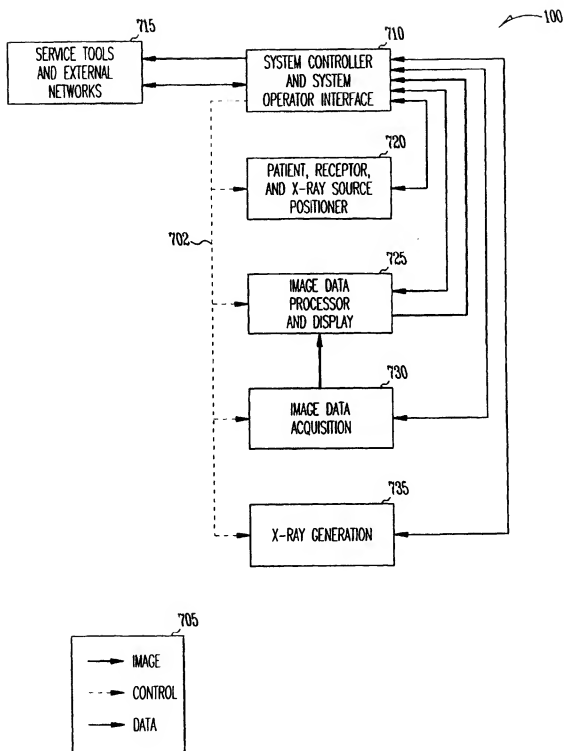 100
715
SERVICE TOOLS
AND EXTERNAL
NETWORKS
710
SYSTEM CONTROLLER
AND SYSTEM
OPERATOR INTERFACE
720
PATIENT, RECEPTOR,
AND X-RAY SOURCE
POSITIONER
702
725
IMAGE DATA
PROCESSOR
AND DISPLAY
730
IMAGE DATA
ACQUISITION
735
X-RAY GENERATION
705
IMAGE
CONTROL
DATA